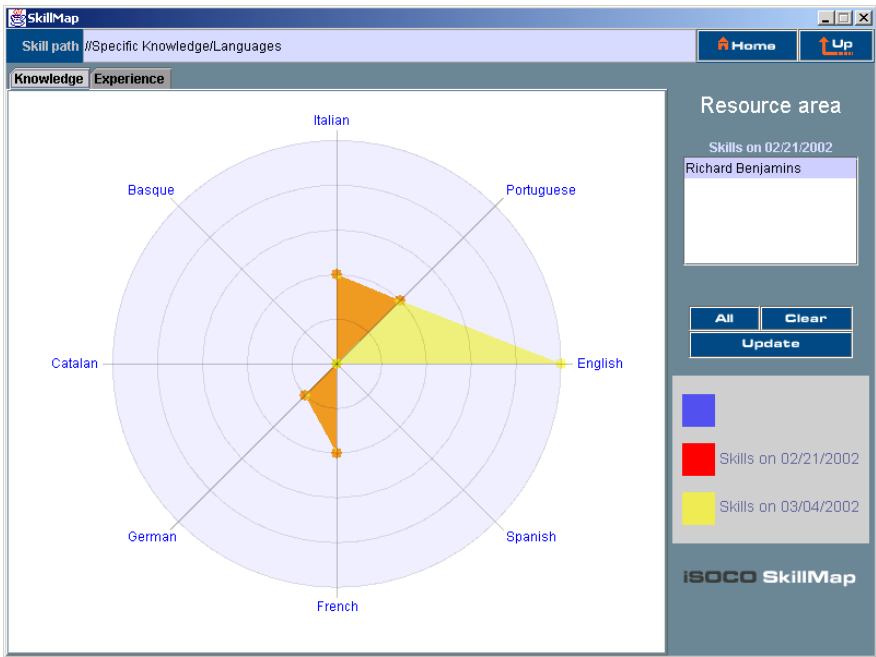 SkillMap
Skill path //Specific Knowledge/Languages
Home
Up
Knowledge Experience
Resource area
Skills on 02/21/2002
Richard Benjamins
Italian
Basque
Portuguese
Catalan
English
German
Spanish
French
All
Clear
Update
Skills on 02/21/2002
Skills on 03/04/2002
iSOCO SkillMap